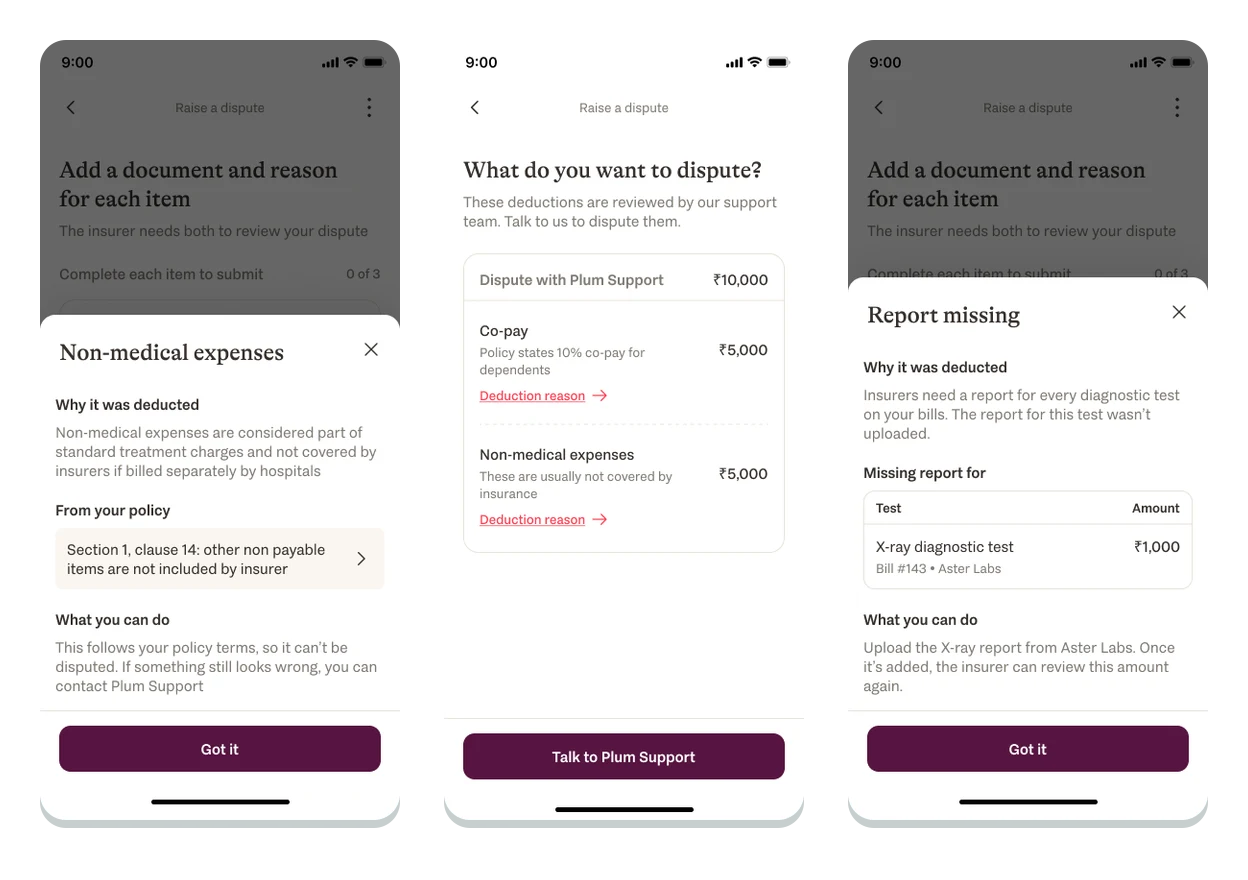 9:00
Raise a dispute
Add a document and reason
for each item
The insurer needs both to review your dispute
Complete each item to submit 0 of 3
Non-medical expenses
Why it was deducted
Non-medical expenses are considered part of
standard treatment charges and not covered by
insurers if billed separately by hospitals
From your policy
Section 1, clause 14: other non payable
items are not included by insurer
What you can do
This follows your policy terms, so it can’t be
disputed. If something still looks wrong, you can
contact Plum Support
Got it
9:00
Raise a dispute
What do you want to dispute?
These deductions are reviewed by our support
team. Talk to us to dispute them.
Dispute with Plum Support ₹10,000
Co-pay
Policy states 10% co-pay for
dependents
₹5,000
Deduction reason
Non-medical expenses
These are usually not covered by
insurance
₹5,000
Deduction reason
Talk to Plum Support
9:00
Raise a dispute
Add a document and reason
for each item
The insurer needs both to review your dispute
Complete each item to submit 0 of 3
Report missing
Why it was deducted
Insurers need a report for every diagnostic test
on your bills. The report for this test wasn’t
uploaded.
Missing report for
Test Amount
X-ray diagnostic test ₹1,000
Bill #143 • Aster Labs
What you can do
Upload the X-ray report from Aster Labs. Once
it’s added, the insurer can review this amount
again.
Got it